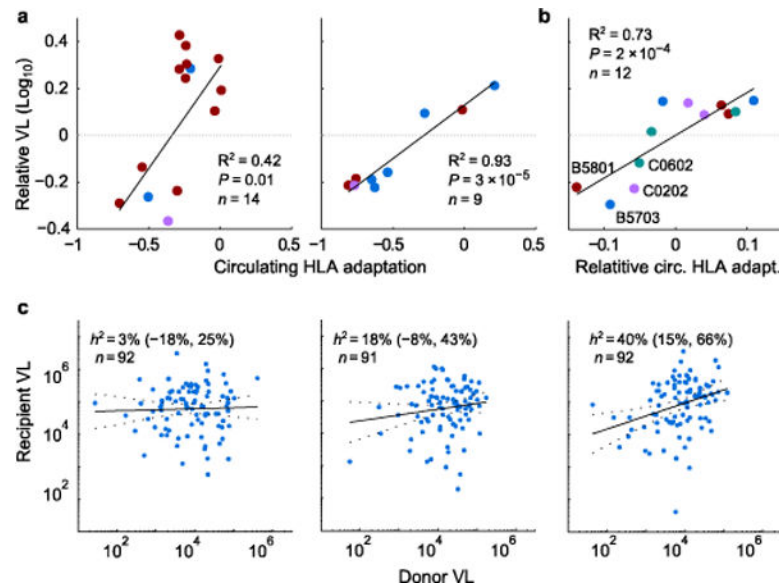 a
b
Relative VL (Log₁₀)
0.4
0.2
0
−0.2
−0.4
R² = 0.42
P = 0.01
n = 14
R² = 0.93
P = 3 × 10⁻⁵
n = 9
R² = 0.73
P = 2 × 10⁻⁴
n = 12
B5801
C0602
C0202
B5703
−1 −0.5 0 0.5
−1 −0.5 0 0.5
0 0.1
Circulating HLA adaptation
Relatitive circ. HLA adapt.
c
h² = 3% (−18%, 25%)
n = 92
h² = 18% (−8%, 43%)
n = 91
h² = 40% (15%, 66%)
n = 92
Recipient VL
10⁶
10⁴
10²
10² 10⁴ 10⁶
10² 10⁴ 10⁶
10² 10⁴ 10⁶
Donor VL